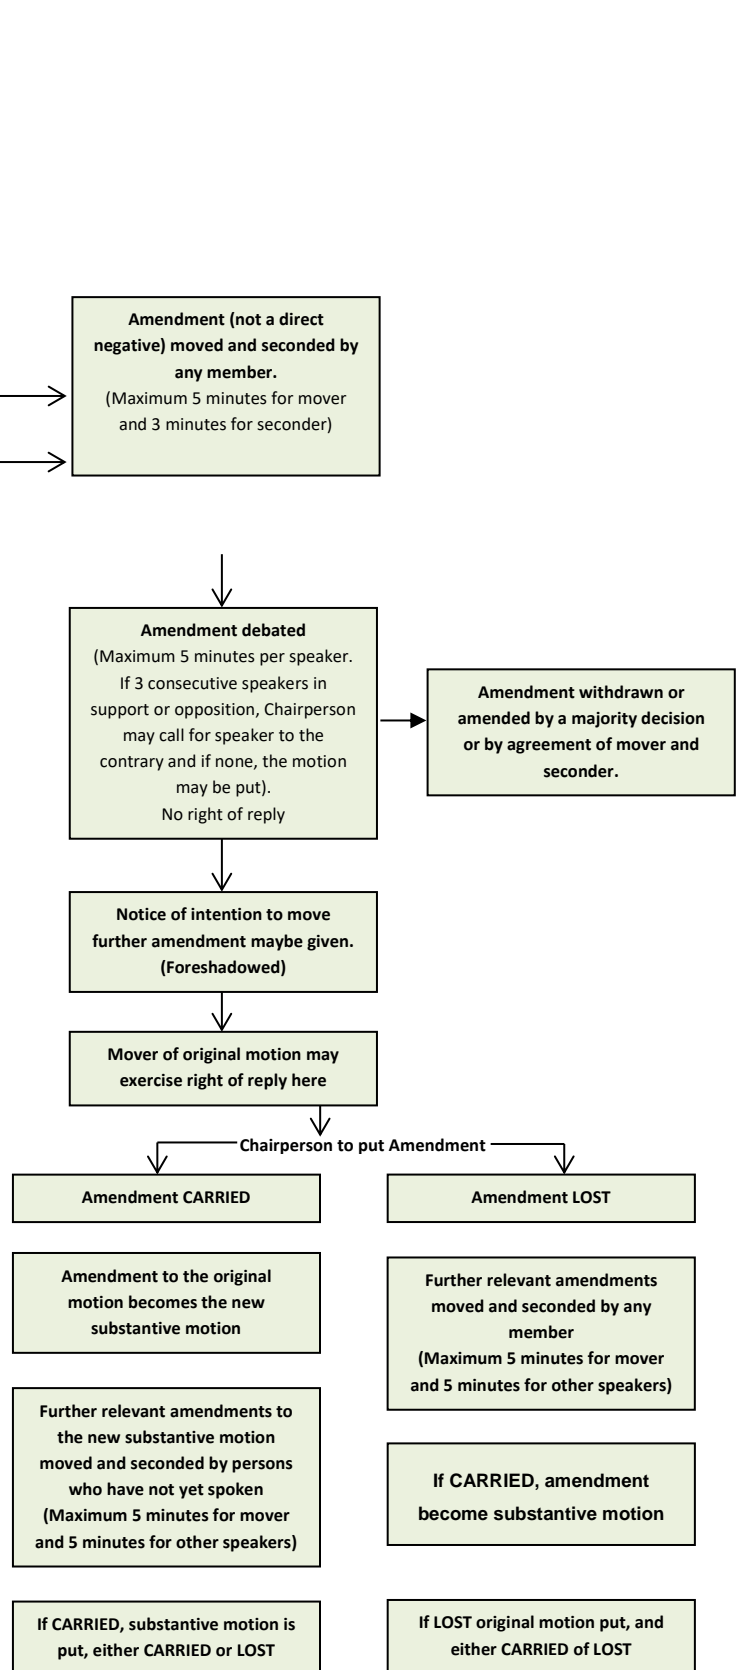 Amendment (not a direct
negative) moved and seconded by
any member.
(Maximum 5 minutes for mover
and 3 minutes for seconder)
Amendment debated
(Maximum 5 minutes per speaker.
If 3 consecutive speakers in
support or opposition, Chairperson
may call for speaker to the
contrary and if none, the motion
may be put).
No right of reply
Amendment withdrawn or
amended by a majority decision
or by agreement of mover and
seconder.
Notice of intention to move
further amendment maybe given.
(Foreshadowed)
Mover of original motion may
exercise right of reply here
Chairperson to put Amendment
Amendment CARRIED
Amendment to the original
motion becomes the new
substantive motion
Further relevant amendments to
the new substantive motion
moved and seconded by persons
who have not yet spoken
(Maximum 5 minutes for mover
and 5 minutes for other speakers)
If CARRIED, substantive motion is
put, either CARRIED or LOST
Amendment LOST
Further relevant amendments
moved and seconded by any
member
(Maximum 5 minutes for mover
and 5 minutes for other speakers)
If CARRIED, amendment
become substantive motion
If LOST original motion put, and
either CARRIED of LOST